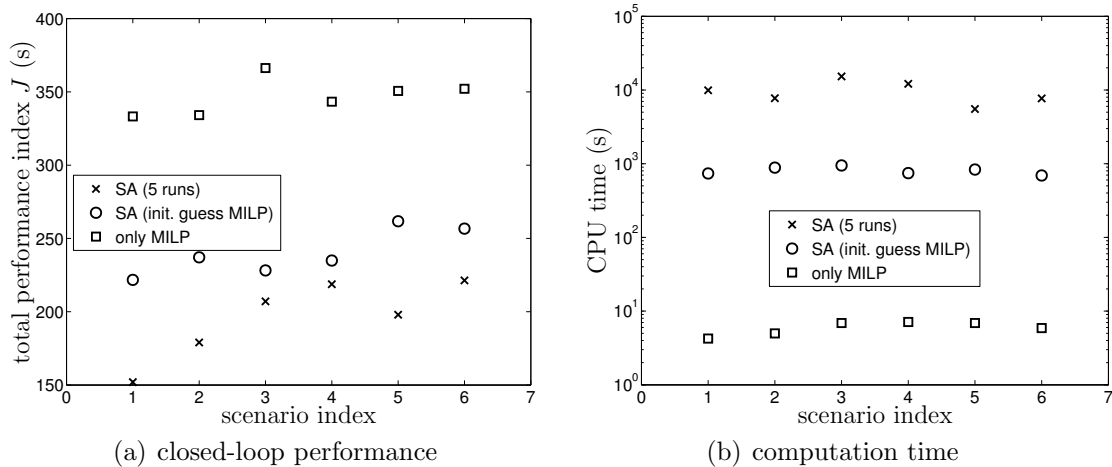 400
350
300
250
200
150
0 1 2 3 4 5 6 7
total performance index J (s)
scenario index
SA (5 runs)
SA (init. guess MILP)
only MILP
(a) closed-loop performance
10^5
10^4
10^3
10^2
10^1
10^0
0 1 2 3 4 5 6 7
CPU time (s)
scenario index
SA (5 runs)
SA (init. guess MILP)
only MILP
(b) computation time